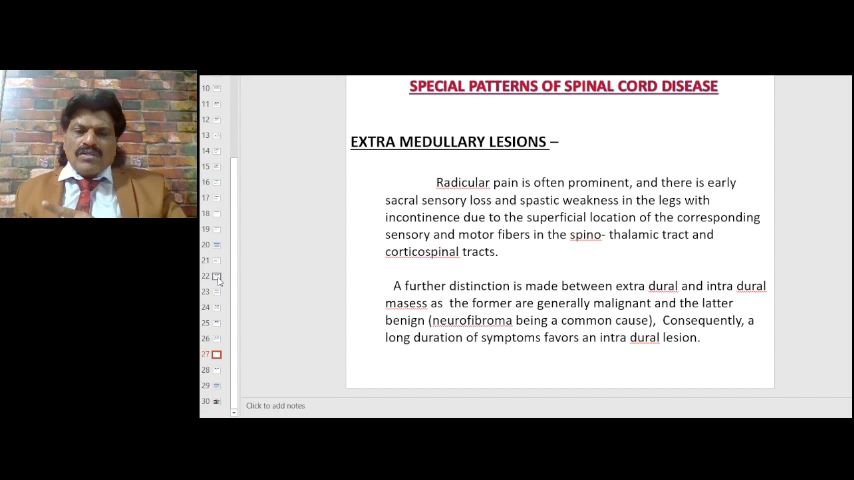 SPECIAL PATTERNS OF SPINAL CORD DISEASE
EXTRA MEDULLARY LESIONS –
Radicular pain is often prominent, and there is early
sacral sensory loss and spastic weakness in the legs with
incontinence due to the superficial location of the corresponding
sensory and motor fibers in the spino- thalamic tract and
corticospinal tracts.
A further distinction is made between extra dural and intra dural
masess as the former are generally malignant and the latter
benign (neurofibroma being a common cause), Consequently, a
long duration of symptoms favors an intra dural lesion.
10
11
12
13
14
15
16
17
18
19
20
21
22
23
24
25
26
27
28
29
30
Click to add notes